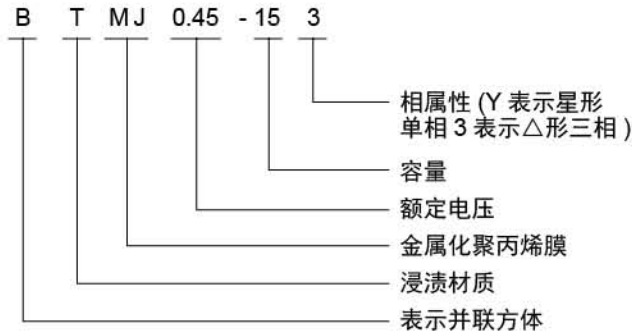 B T MJ 0.45 - 15 3
相属性 (Y 表示星形
单相 3 表示△形三相 )
容量
额定电压
金属化聚丙烯膜
浸渍材质
表示并联方体